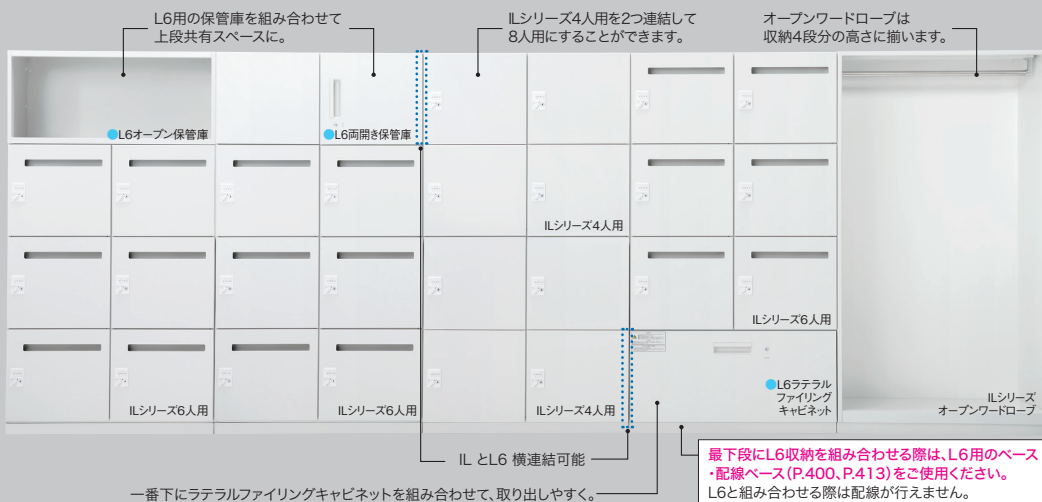 L6用の保管庫を組み合わせて
上段共有スペースに。
ILシリーズ4人用を2つ連結して
8人用にすることができます。
オープンワードローブは
収納4段分の高さに揃います。
L6オープン保管庫
L6両開き保管庫
ILシリーズ4人用
ILシリーズ6人用
ILシリーズ6人用
ILシリーズ6人用
ILシリーズ4人用
L6ラテラル
ファイリング
キャビネット
ILシリーズ
オープンワードローブ
IL とL6 横連結可能
一番下にラテラルファイリングキャビネットを組み合わせて、取り出しやすく。
最下段にL6収納を組み合わせる際は、L6用のベース
・配線ベース(P.400、P.413)をご使用ください。
L6と組み合わせる際は配線が行えません。